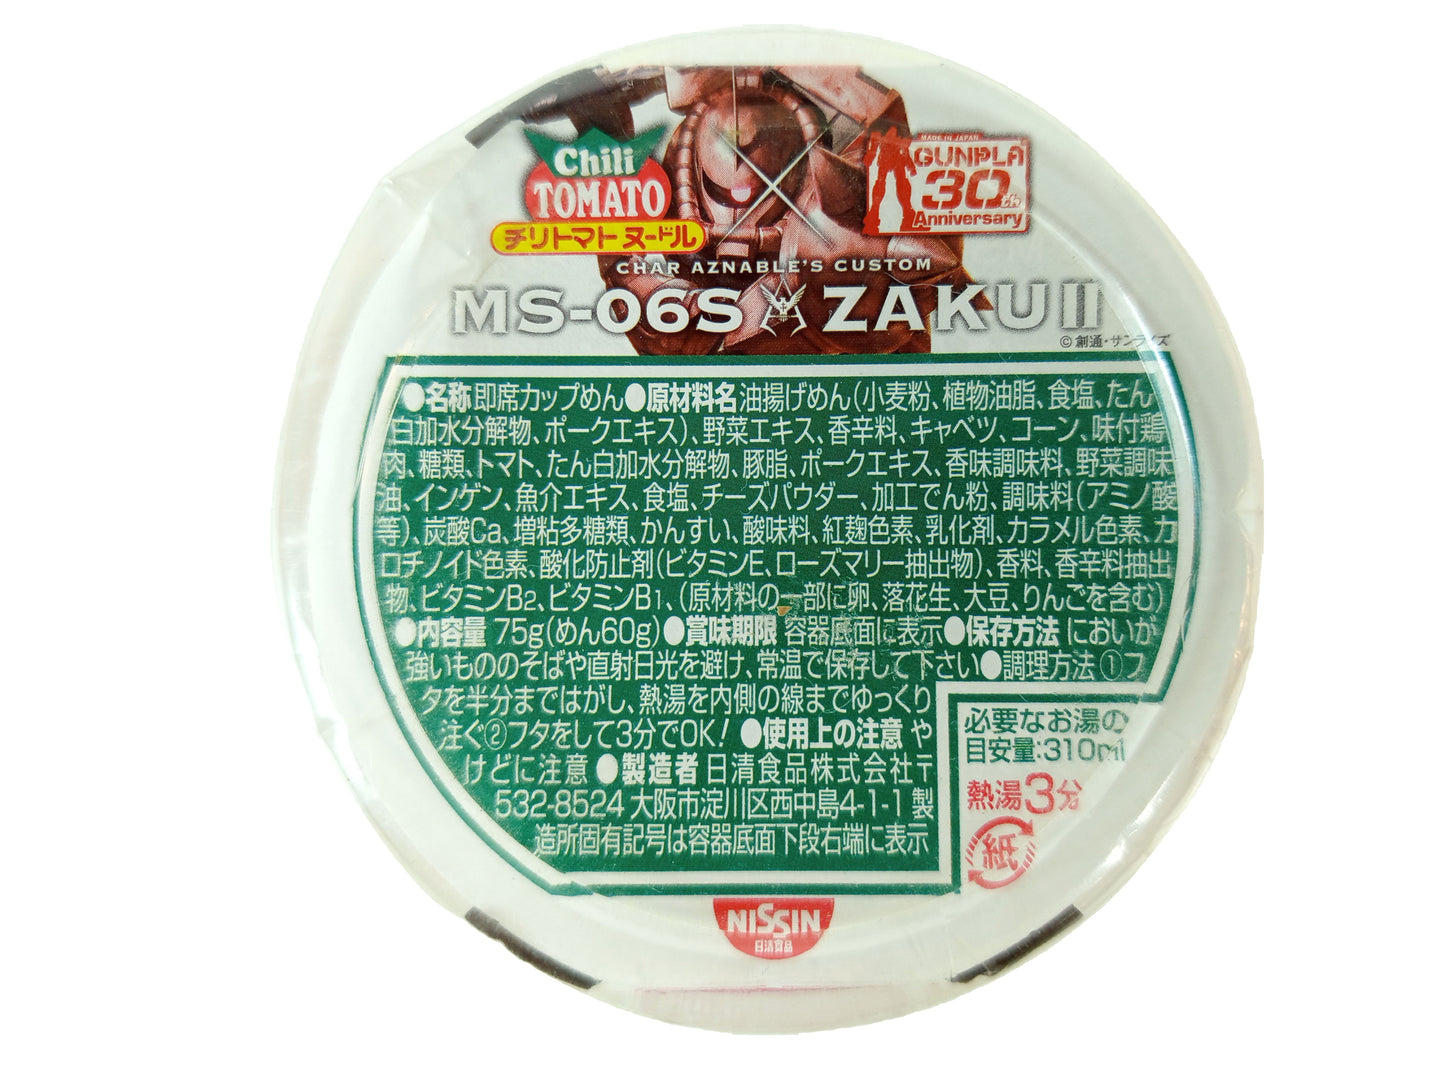 Chili
TOMATO
チリトマトヌードル
MADE IN JAPAN
GUNPLA
30th
Anniversary
CHAR AZNABLE'S CUSTOM
MS-06S ZAKU II
©創通・サンライズ
●名称 即席カップめん●原材料名 油揚げめん(小麦粉、植物油脂、食塩、たん
白加水分解物、ポークエキス)、野菜エキス、香辛料、キャベツ、コーン、味付鶏
肉、糖類、トマト、たん白加水分解物、豚脂、ポークエキス、香味調味料、野菜調味
油、インゲン、魚介エキス、食塩、チーズパウダー、加工でん粉、調味料(アミノ酸
等)、炭酸Ca、増粘多糖類、かんすい、酸味料、紅麹色素、乳化剤、カラメル色素、カ
ロチノイド色素、酸化防止剤(ビタミンE、ローズマリー抽出物)、香料、香辛料抽出
物、ビタミンB2、ビタミンB1、(原材料の一部に卵、落花生、大豆、りんごを含む)
●内容量 75g(めん60g)●賞味期限 容器底面に表示●保存方法 においが
強いもののそばや直射日光を避け、常温で保存して下さい●調理方法①フ
タを半分まではがし、熱湯を内側の線までゆっくり
注ぐ②フタをして3分でOK!●使用上の注意 や
けどに注意●製造者 日清食品株式会社〒
532-8524 大阪市淀川区西中島4-1-1 製
造所固有記号は容器底面下段右端に表示
必要なお湯の
目安量:310ml
熱湯3分
紙
NISSIN
日清食品